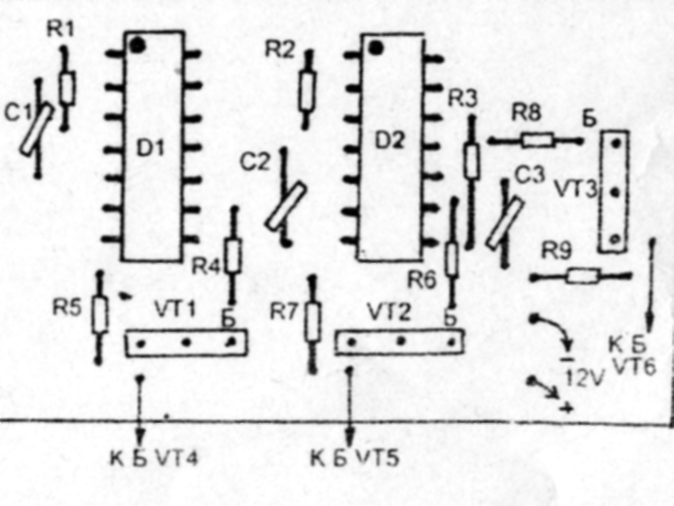 R1
R2
C1
D1
D2
R3
R8
Б
C2
C3
VT3
R4
R6
R9
R5
VT1
Б
R7
VT2
Б
К Б
VT6
–
12V
+
К Б VT4
К Б VT5